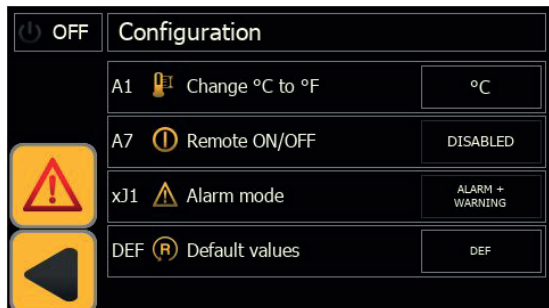 OFF Configuration
A1 Change °C to °F °C
A7 Remote ON/OFF DISABLED
xJ1 Alarm mode ALARM +
WARNING
DEF R Default values DEF